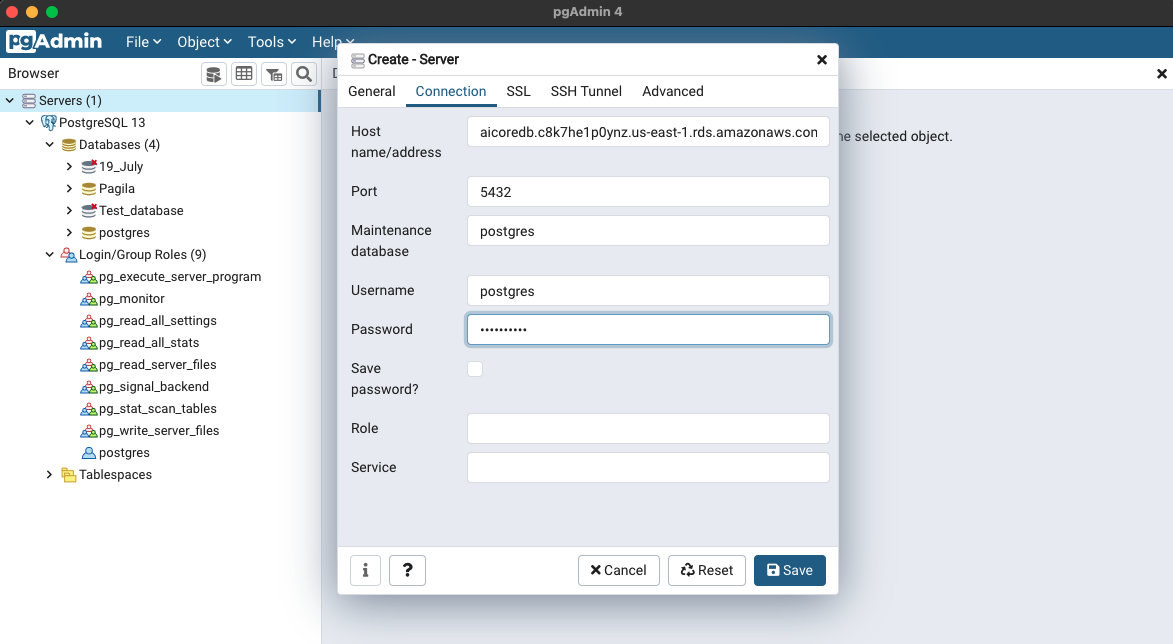 pgAdmin 4
pgAdmin File Object Tools Help
Browser
Servers (1)
PostgreSQL 13
Databases (4)
19_July
Pagila
Test_database
postgres
Login/Group Roles (9)
pg_execute_server_program
pg_monitor
pg_read_all_settings
pg_read_all_stats
pg_read_server_files
pg_signal_backend
pg_stat_scan_tables
pg_write_server_files
postgres
Tablespaces
selected object.
Create - Server
General Connection SSL SSH Tunnel Advanced
Host
name/address
aicoredb.c8k7he1p0ynz.us-east-1.rds.amazonaws.con
Port
5432
Maintenance
database
postgres
Username
postgres
Password
••••••••••
Save
password?
Role
Service
i ? Cancel Reset Save